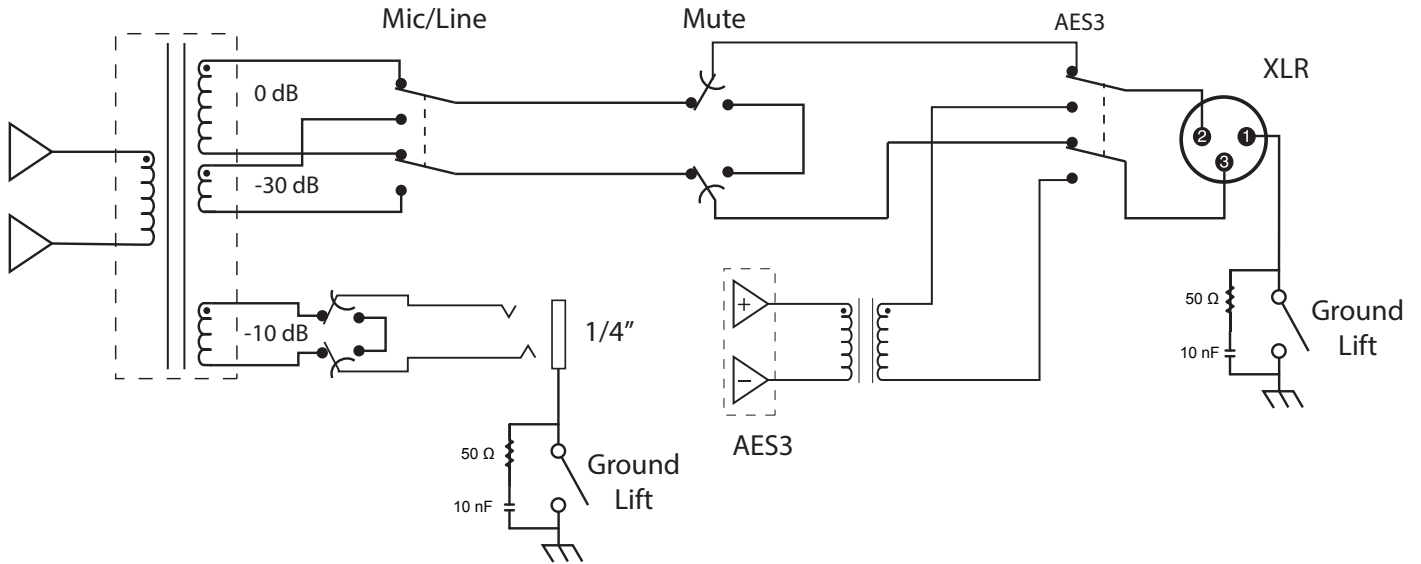 Mic/Line
Mute
AES3
XLR
0 dB
-30 dB
2
1
3
-10 dB
1/4”
+
−
AES3
50 Ω
10 nF
Ground
Lift
50 Ω
10 nF
Ground
Lift